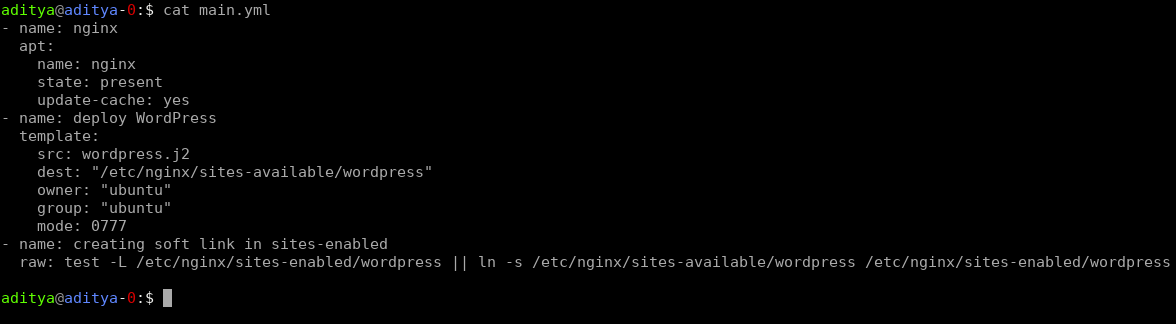 aditya@aditya-0:$ cat main.yml
- name: nginx
  apt:
    name: nginx
    state: present
    update-cache: yes
- name: deploy WordPress
  template:
    src: wordpress.j2
    dest: "/etc/nginx/sites-available/wordpress"
    owner: "ubuntu"
    group: "ubuntu"
    mode: 0777
- name: creating soft link in sites-enabled
  raw: test -L /etc/nginx/sites-enabled/wordpress || ln -s /etc/nginx/sites-available/wordpress /etc/nginx/sites-enabled/wordpress
aditya@aditya-0:$